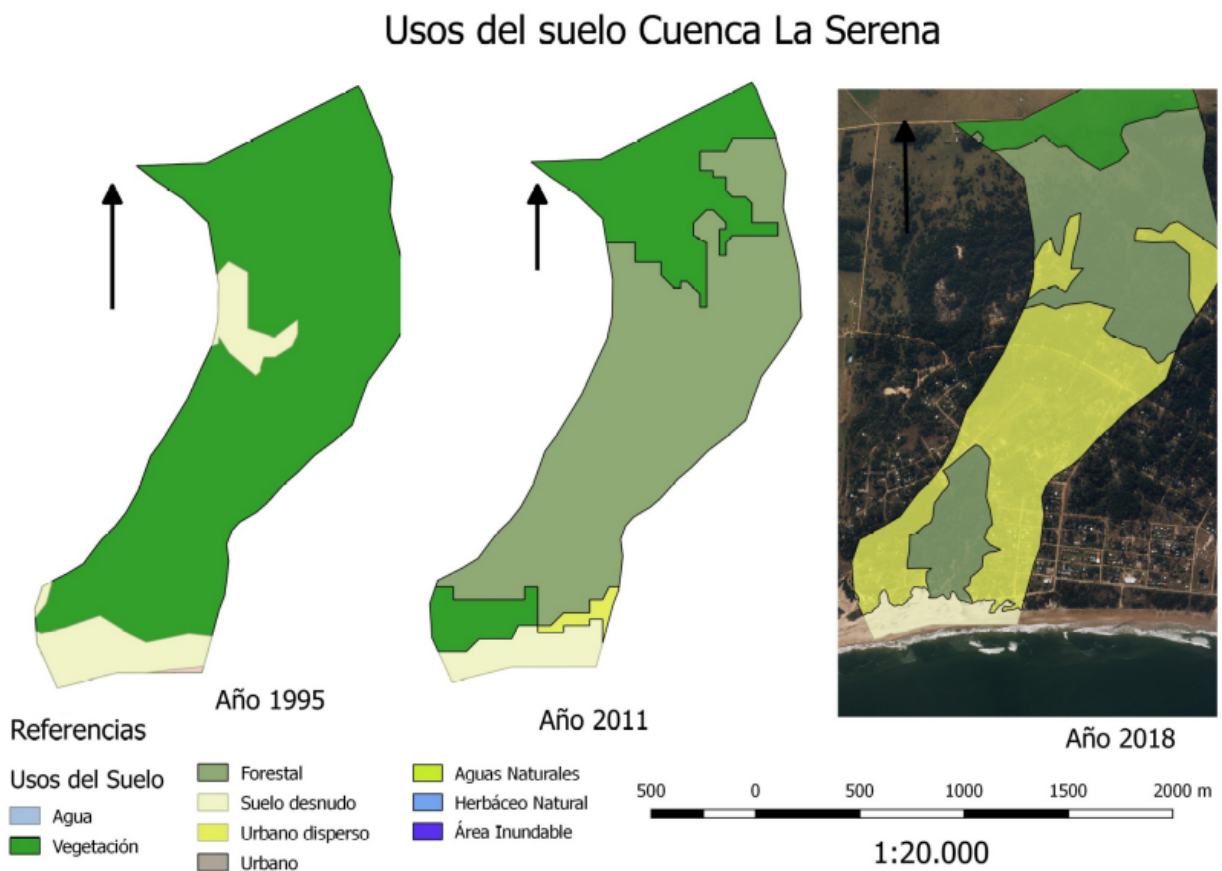 Usos del suelo Cuenca La Serena
Año 1995
Año 2011
Año 2018
Referencias
Usos del Suelo
Agua
Vegetación
Forestal
Suelo desnudo
Urbano disperso
Urbano
Aguas Naturales
Herbáceo Natural
Área Inundable
500 0 500 1000 1500 2000 m
1:20.000